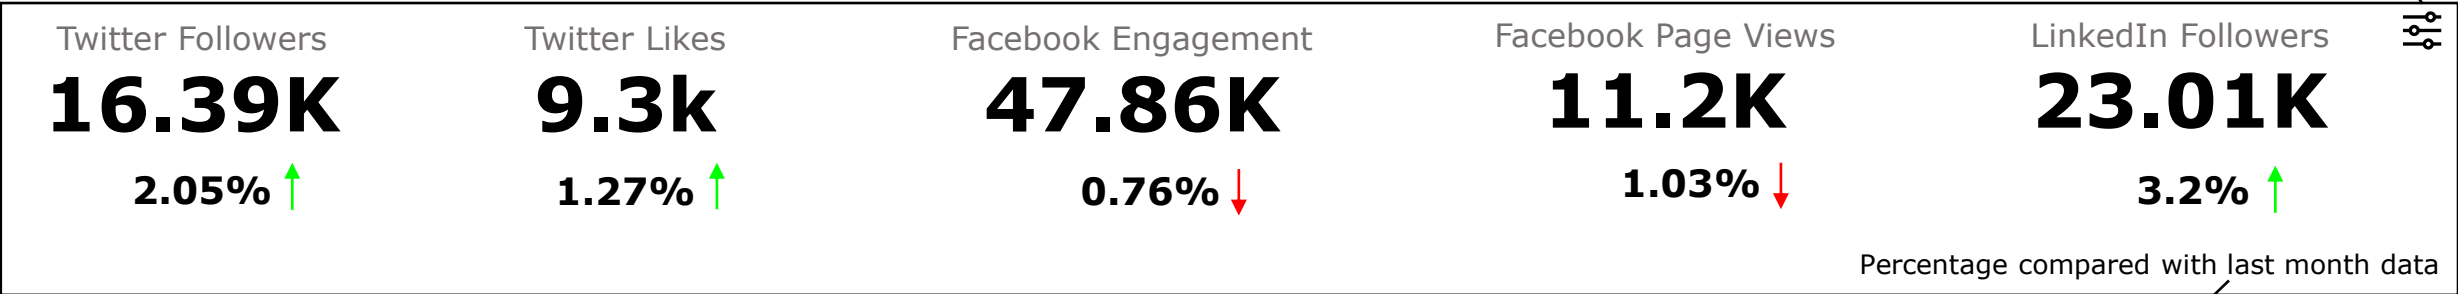 Twitter Followers
16.39K
2.05%
Twitter Likes
9.3k
1.27%
Facebook Engagement
47.86K
0.76%
Facebook Page Views
11.2K
1.03%
LinkedIn Followers
23.01K
3.2%
Percentage compared with last month data